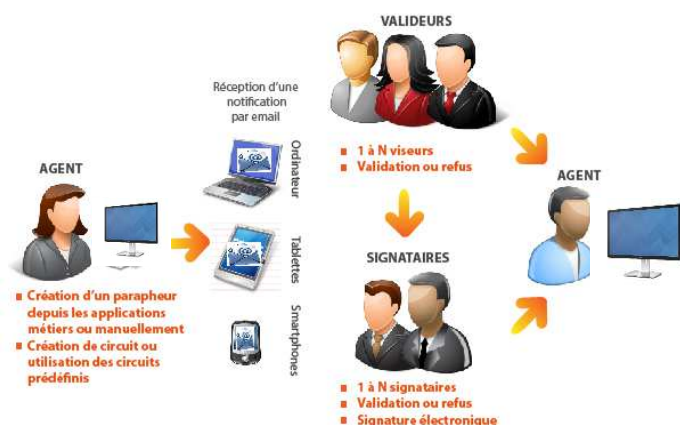 VALIDEURS
Réception d'une
notification
par email
Ordinateur
■ 1 à N viseurs
■ Validation ou refus
AGENT
AGENT
Tablettes
SIGNATAIRES
■ Création d'un parapheur
depuis les applications
métiers ou manuellement
■ Création de circuit ou
utilisation des circuits
prédéfinis
Smartphones
■ 1 à N signataires
■ Validation ou refus
■ Signature électronique